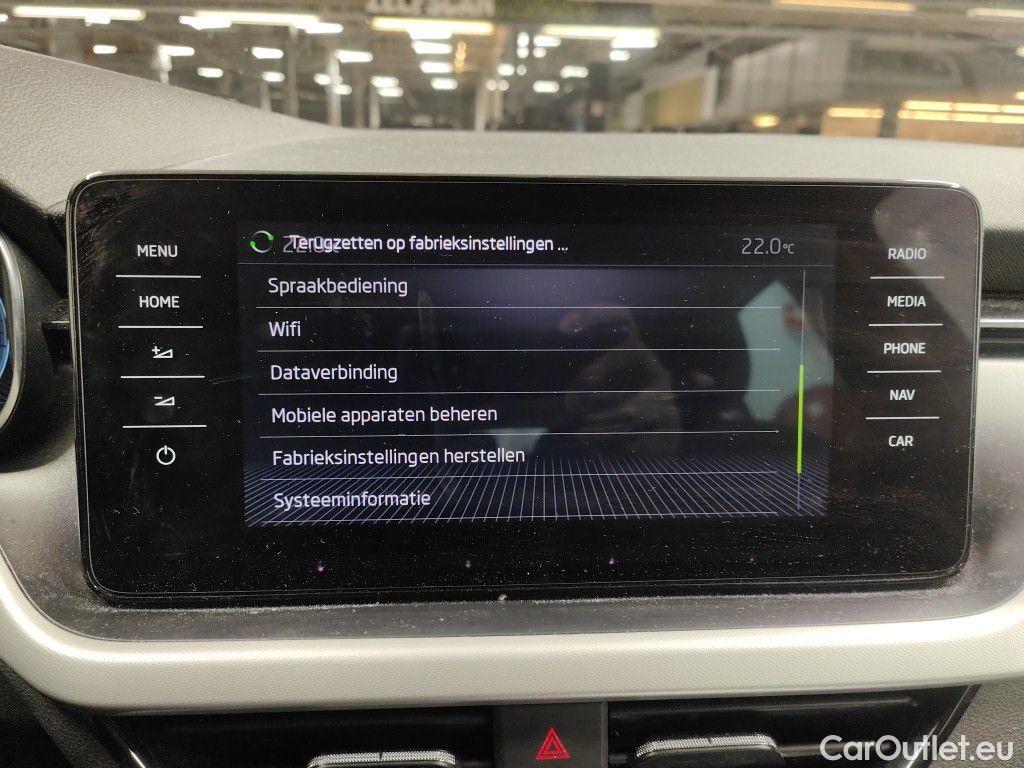 MENU
HOME
Terugzetten op fabrieksinstellingen ...
22.0°C
Spraakbediening
Wifi
Dataverbinding
Mobiele apparaten beheren
Fabrieksinstellingen herstellen
Systeeminformatie
RADIO
MEDIA
PHONE
NAV
CAR
CarOutlet.eu